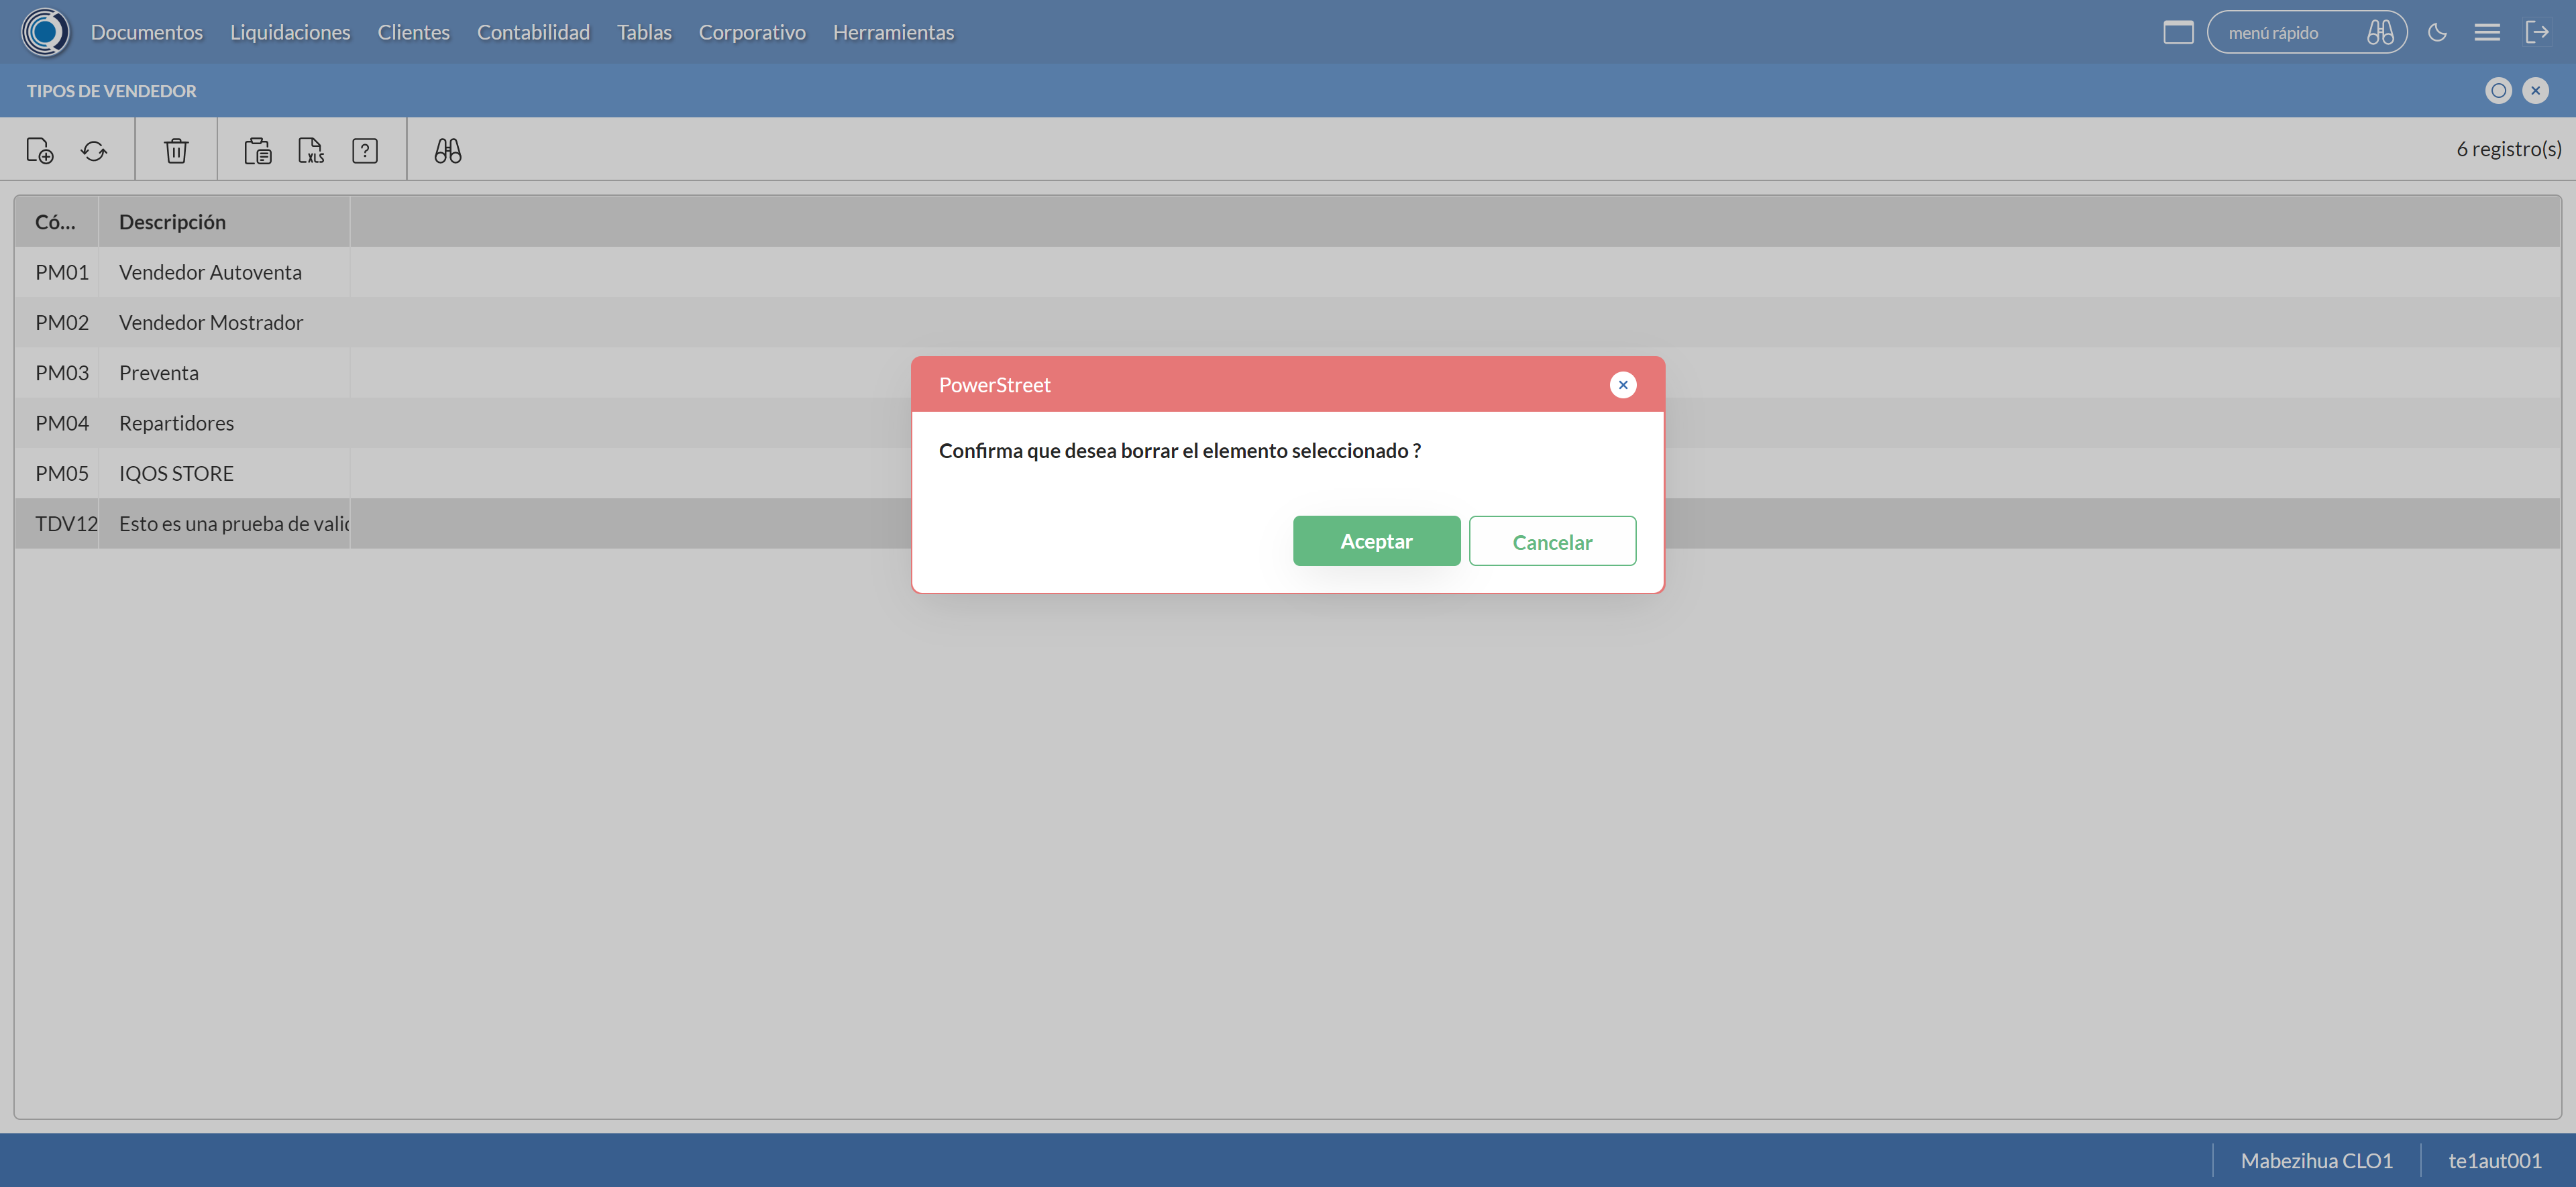 Documentos Liquidaciones Clientes Contabilidad Tablas Corporativo Herramientas menú rápido
TIPOS DE VENDEDOR
XLS ? 6 registro(s)
Có... Descripción
PM01 Vendedor Autoventa
PM02 Vendedor Mostrador
PM03 Preventa
PM04 Repartidores
PM05 IQOS STORE
TDV12 Esto es una prueba de valid
PowerStreet
Confirma que desea borrar el elemento seleccionado ?
Aceptar Cancelar
Mabezihua CLO1 te1aut001